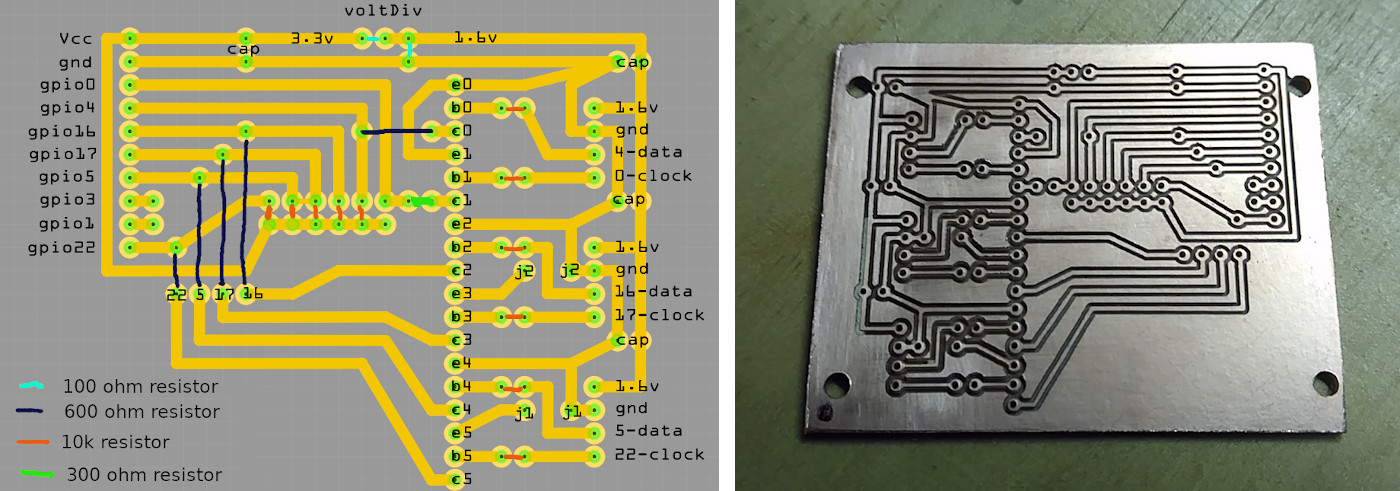 voltDiv
Vcc 3.3v 1.6v
cap
gnd cap
gpio0 e0
gpio4 b0 1.6v
gpio16 c0 gnd
gpio17 e1 4-data
gpio5 b1 0-clock
gpio3 c1 cap
gpio1 e2
gpio22 b2 1.6v
c2 j2 j2 gnd
22 5 17 16 e3 16-data
b3 17-clock
c3 cap
e4
b4 1.6v
c4 j1 j1 gnd
e5 5-data
b5 22-clock
c5
100 ohm resistor
600 ohm resistor
10k resistor
300 ohm resistor